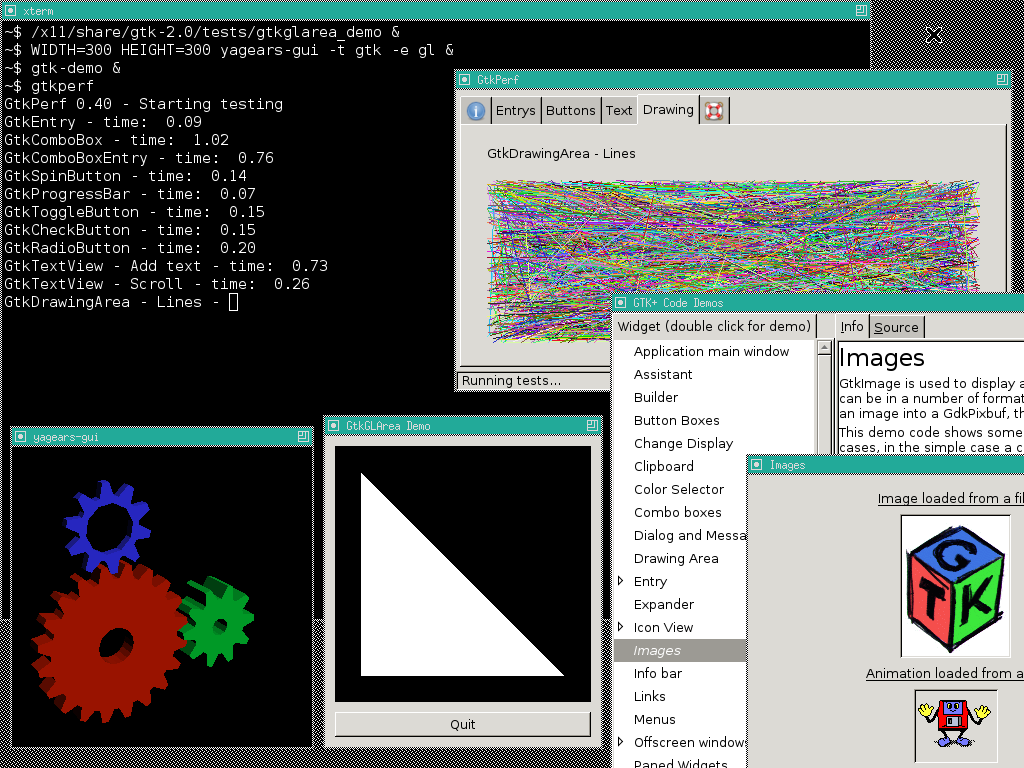 xterm
~$ /x11/share/gtk-2.0/tests/gtkglarea_demo &
~$ WIDTH=300 HEIGHT=300 yagears-gui -t gtk -e gl &
~$ gtk-demo &
~$ gtkperf
GtkPerf 0.40 - Starting testing
GtkEntry - time:  0.09
GtkComboBox - time:  1.02
GtkComboBoxEntry - time:  0.76
GtkSpinButton - time:  0.14
GtkProgressBar - time:  0.07
GtkToggleButton - time:  0.15
GtkCheckButton - time:  0.15
GtkRadioButton - time:  0.20
GtkTextView - Add text - time:  0.73
GtkTextView - Scroll - time:  0.26
GtkDrawingArea - Lines -
GtkPerf
Entrys Buttons Text Drawing
GtkDrawingArea - Lines
Running tests...
GTK+ Code Demos
Widget (double click for demo)
Application main window
Assistant
Builder
Button Boxes
Change Display
Clipboard
Color Selector
Combo boxes
Dialog and Messa
Drawing Area
Entry
Expander
Icon View
Images
Info bar
Links
Menus
Offscreen windows
Paned Widgets
Info Source
Images
GtkImage is used to display a
can be in a number of format
an image into a GdkPixbuf, th
This demo code shows some
cases, in the simple case a c
Images
Image loaded from a fil
G
T K
Animation loaded from a
yagears-gui
GtkGLArea Demo
Quit